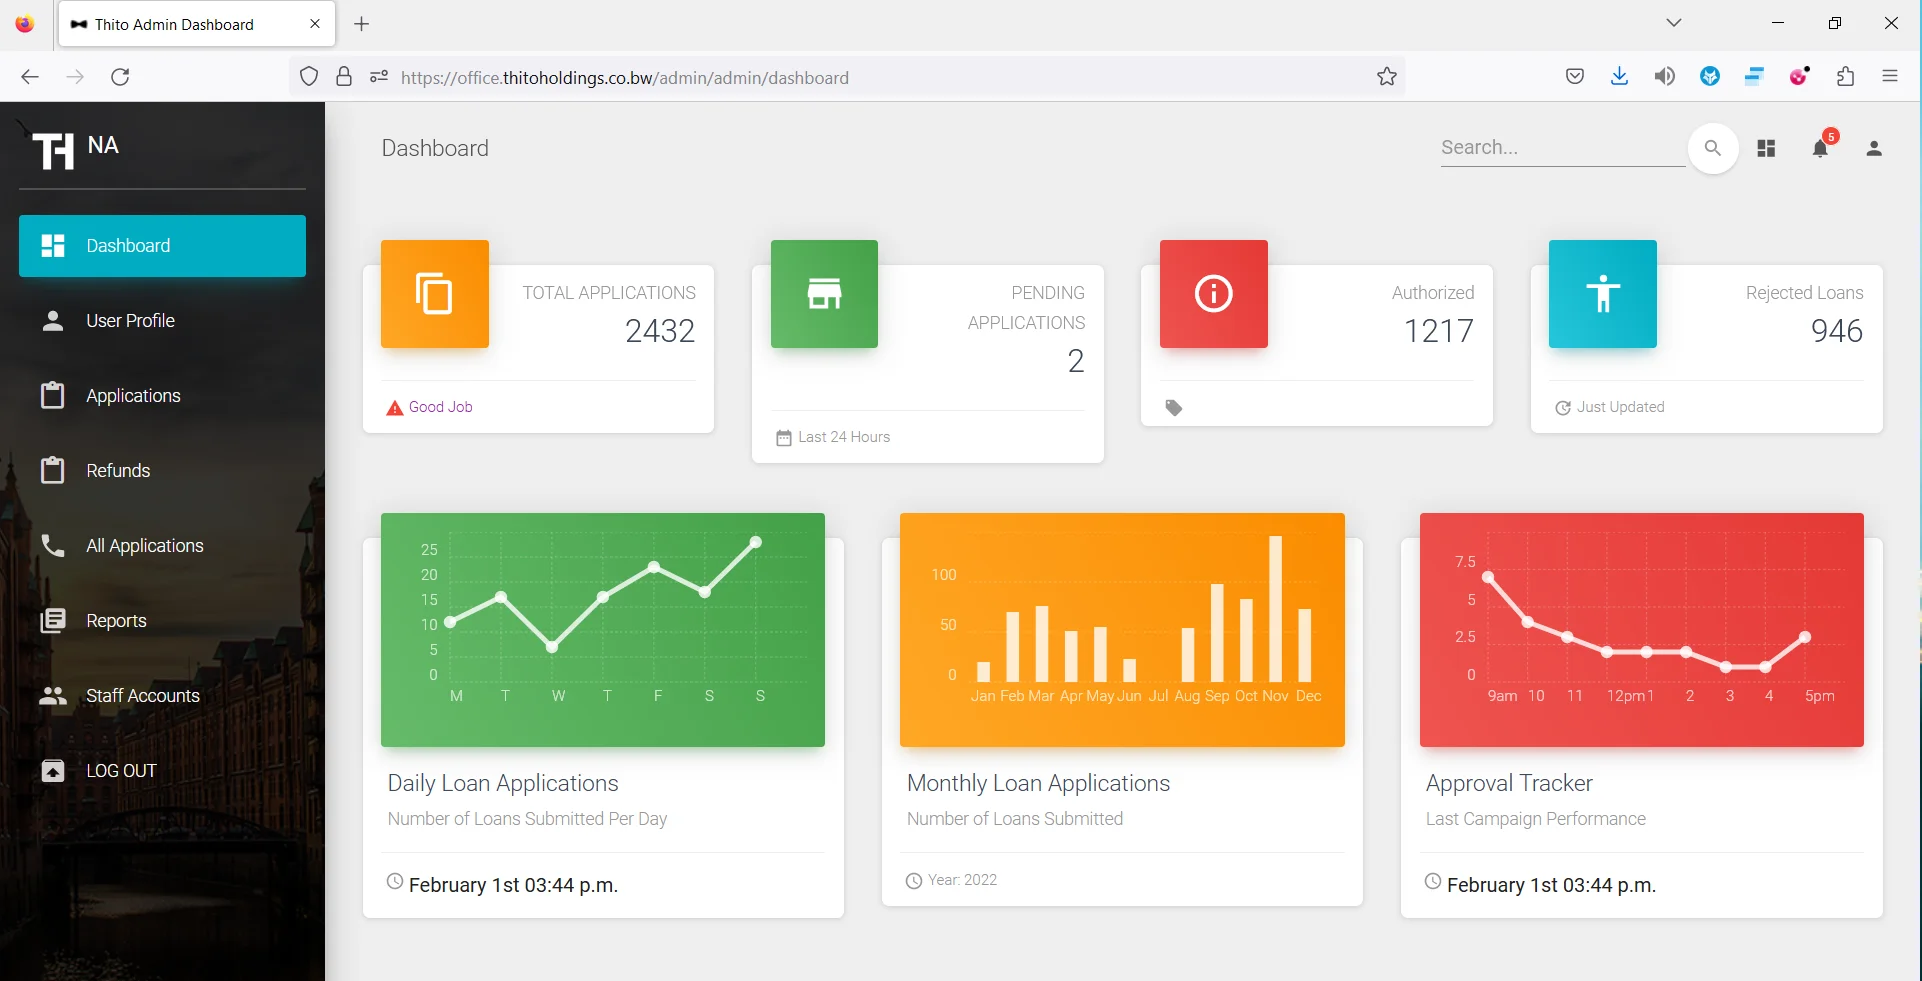 Thito Admin Dashboard
https://office.thitoholdings.co.bw/admin/admin/dashboard
TH NA
Dashboard
User Profile
Applications
Refunds
All Applications
Reports
Staff Accounts
LOG OUT
Dashboard
Search...
5
TOTAL APPLICATIONS
2432
Good Job
PENDING
APPLICATIONS
2
Last 24 Hours
Authorized
1217
Rejected Loans
946
Just Updated
25
20
15
10
5
0
M T W T F S S
Daily Loan Applications
Number of Loans Submitted Per Day
February 1st 03:44 p.m.
100
50
0
Jan Feb Mar Apr May Jun Jul Aug Sep Oct Nov Dec
Monthly Loan Applications
Number of Loans Submitted
Year: 2022
7.5
5
2.5
0
9am 10 11 12pm 1 2 3 4 5pm
Approval Tracker
Last Campaign Performance
February 1st 03:44 p.m.